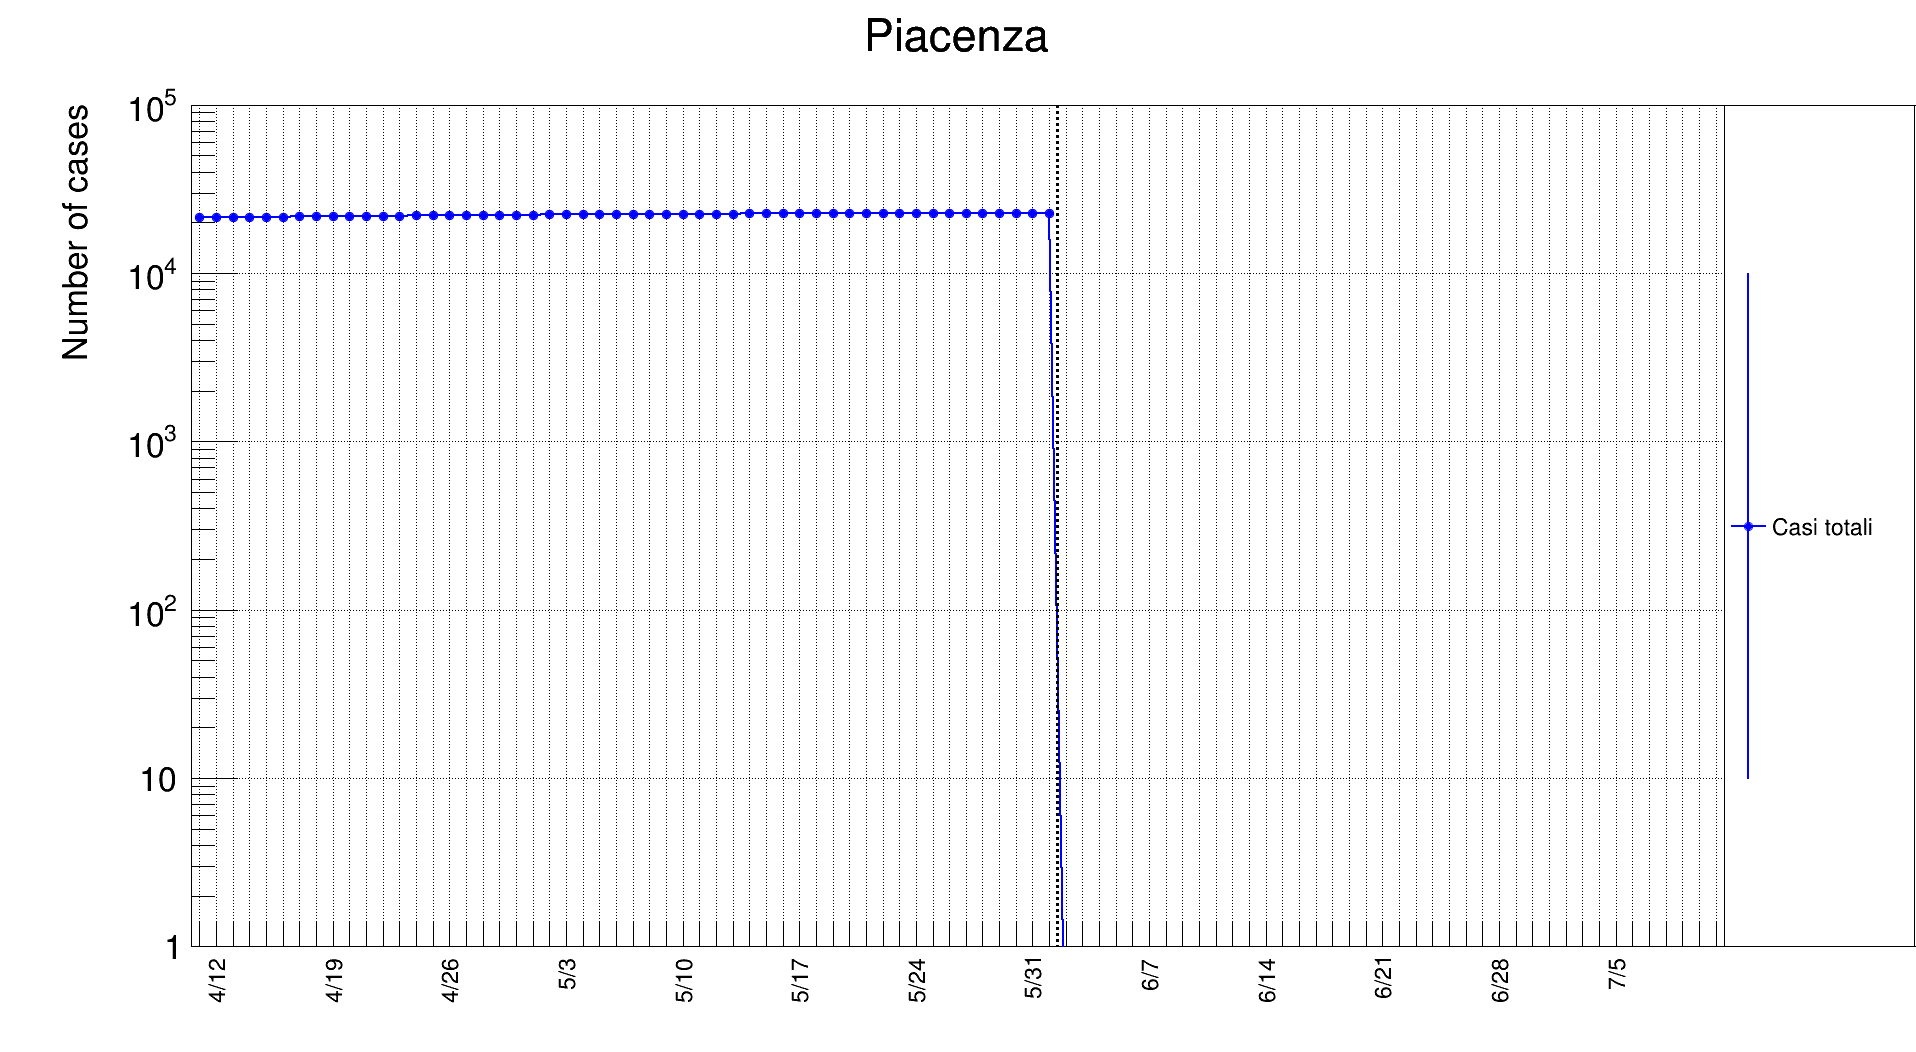 Piacenza
Number of cases
10^5
10^4
10^3
10^2
10
1
4/12 4/19 4/26 5/3 5/10 5/17 5/24 5/31 6/7 6/14 6/21 6/28 7/5
Casi totali